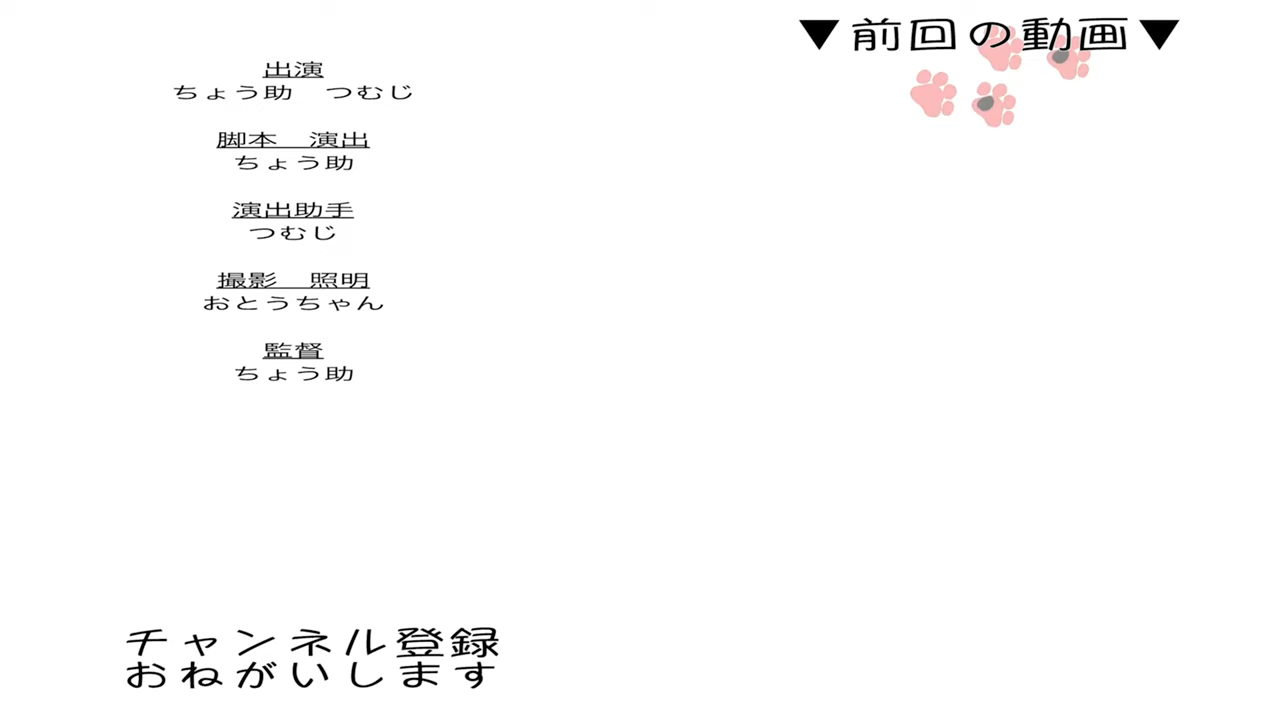 ▼前回の動画▼
出演
ちょう助　つむじ
脚本　演出
ちょう助
演出助手
つむじ
撮影　照明
おとうちゃん
監督
ちょう助
チャンネル登録
おねがいします